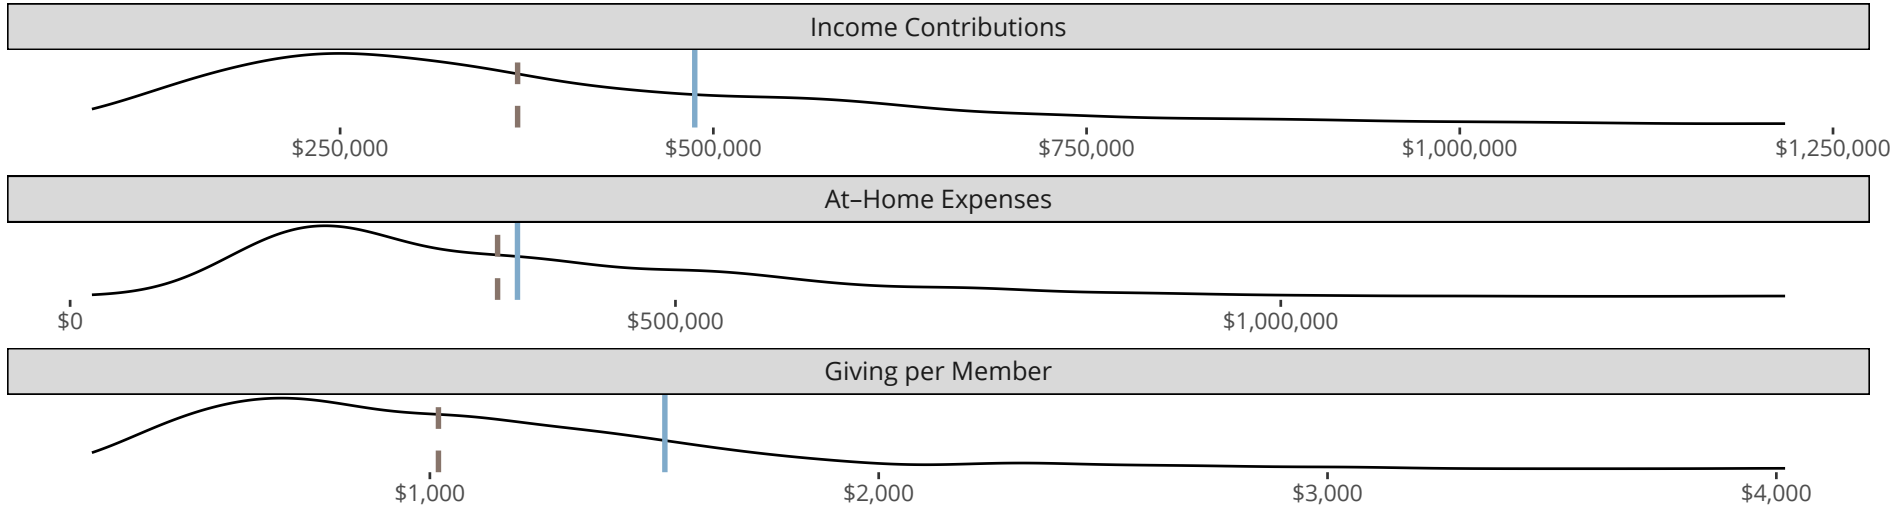 Income Contributions
$250,000 $500,000 $750,000 $1,000,000 $1,250,000
At–Home Expenses
$0 $500,000 $1,000,000
Giving per Member
$1,000 $2,000 $3,000 $4,000